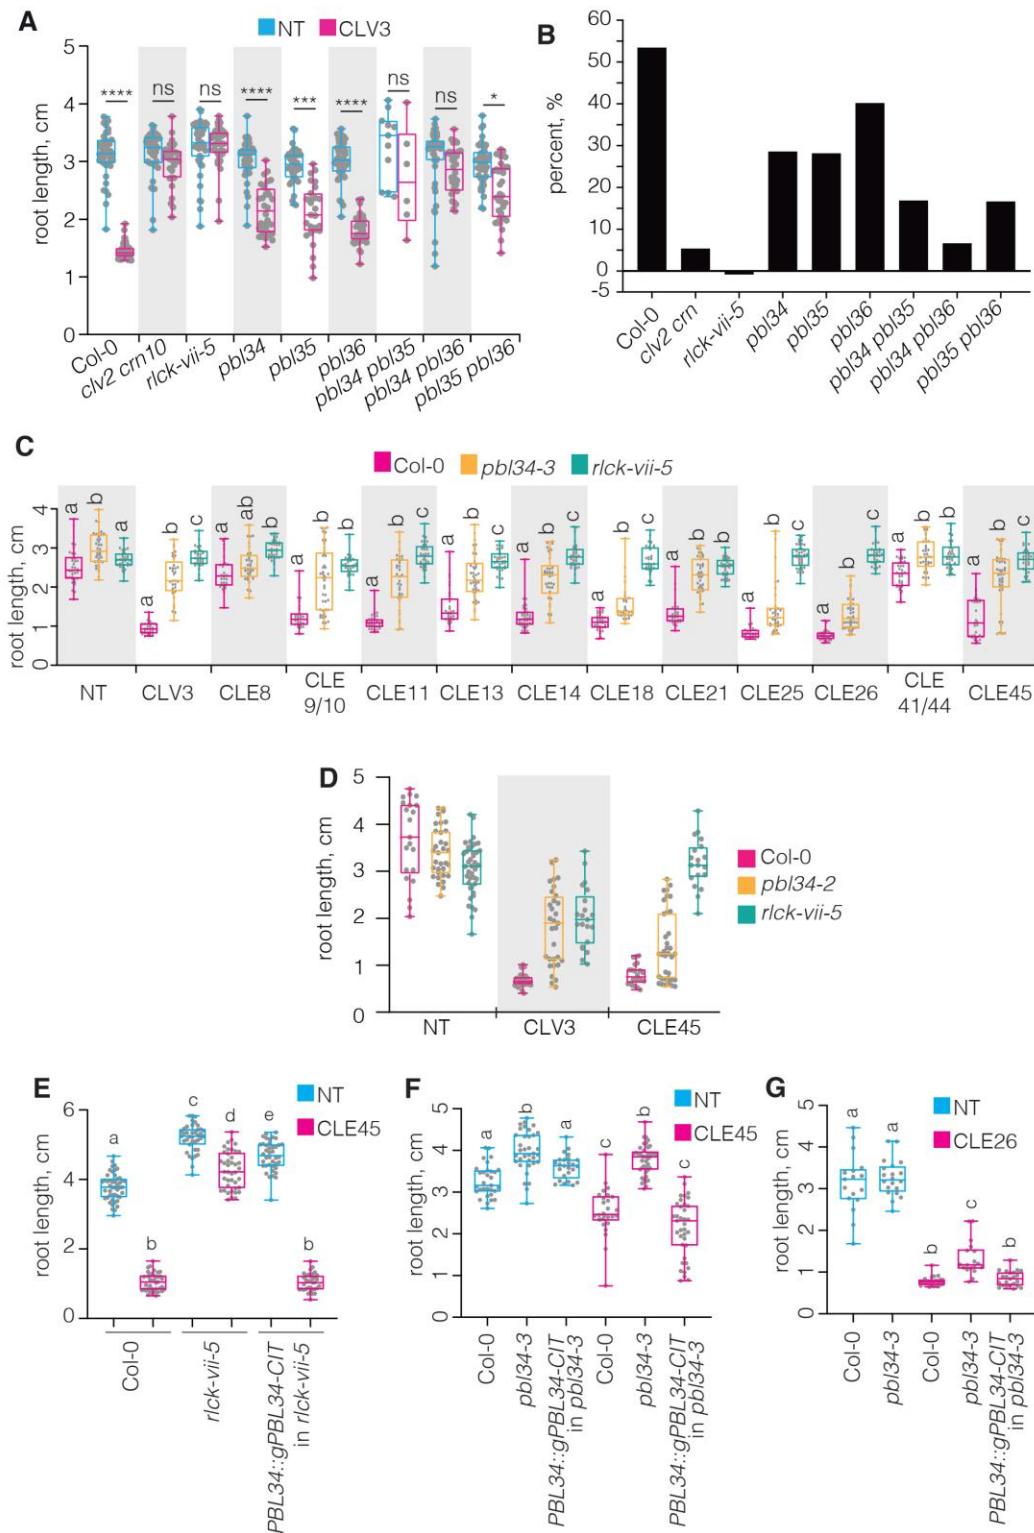 A
NT CLV3
root length, cm
5
4
3
2
1
0
**** ns ns **** *** **** ns ns *
Col-0
clv2 crn10
rlck-vii-5
pbl34
pbl35
pbl36
pbl34 pbl35
pbl34 pbl36
pbl35 pbl36
B
percent, %
60
50
40
30
20
10
0
-5
Col-0
clv2 crn
rlck-vii-5
pbl34
pbl35
pbl36
pbl34 pbl35
pbl34 pbl36
pbl35 pbl36
C
Col-0 pbl34-3 rlck-vii-5
root length, cm
4
3
2
1
0
a b a a b c a ab b a b b a b c a b c a b c a b c a b b a b c a b c a b b a b c
NT CLV3 CLE8 CLE 9/10 CLE11 CLE13 CLE14 CLE18 CLE21 CLE25 CLE26 CLE 41/44 CLE45
D
root length, cm
5
4
3
2
1
0
NT CLV3 CLE45
Col-0
pbl34-2
rlck-vii-5
E
NT
CLE45
root length, cm
6
4
2
0
a b c d e b
Col-0
rlck-vii-5
PBL34::gPBL34-CIT
in rlck-vii-5
F
NT
CLE45
root length, cm
5
4
3
2
1
0
a b a c b c
Col-0
pbl34-3
PBL34::gPBL34-CIT
in pbl34-3
Col-0
pbl34-3
PBL34::gPBL34-CIT
in pbl34-3
G
NT
CLE26
root length, cm
5
4
3
2
1
0
a a b c b
Col-0
pbl34-3
Col-0
pbl34-3
PBL34::gPBL34-CIT
in pbl34-3